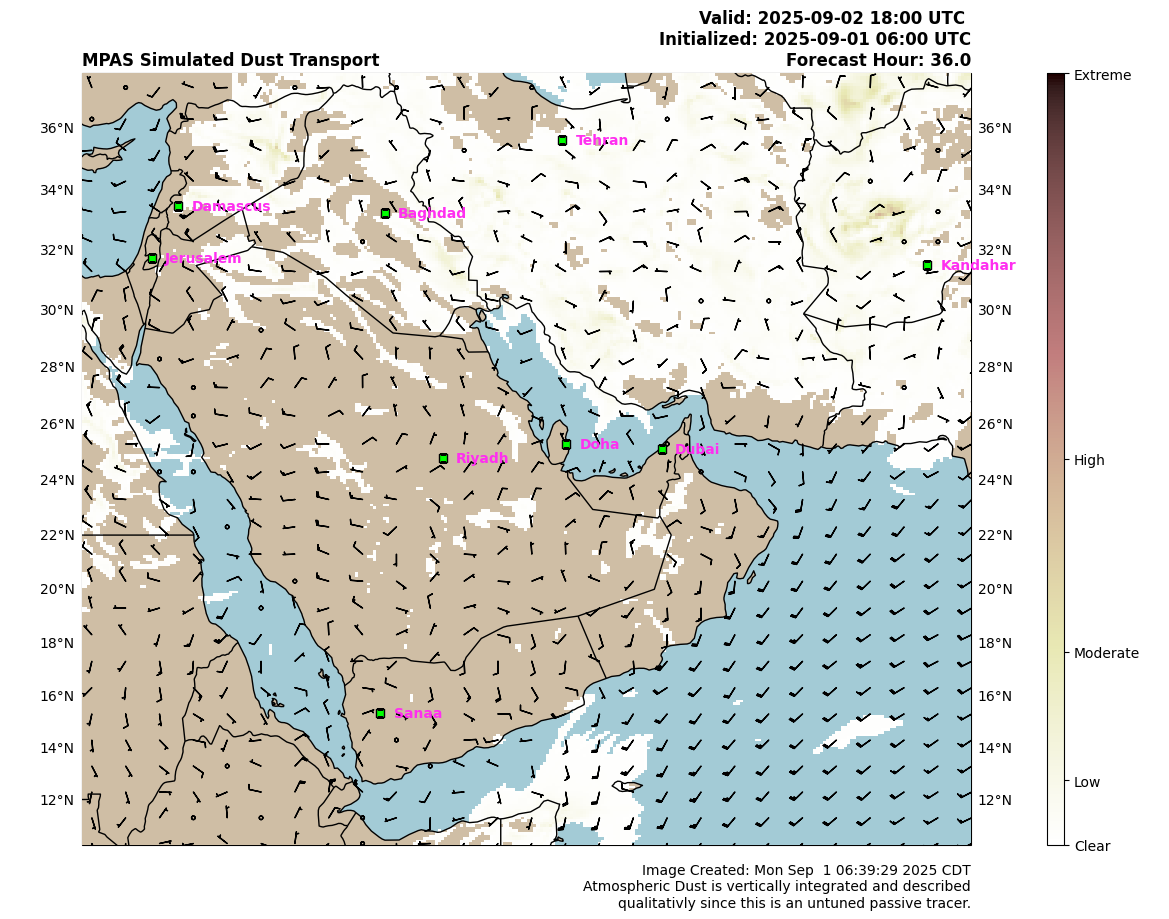 Valid: 2025-09-02 18:00 UTC
Initialized: 2025-09-01 06:00 UTC
MPAS Simulated Dust Transport
Forecast Hour: 36.0
36°N
34°N
32°N
30°N
28°N
26°N
24°N
22°N
20°N
18°N
16°N
14°N
12°N
Tehran
Damascus
Baghdad
Jerusalem
Kandahar
Doha
Dubai
Riyadh
Sanaa
36°N
34°N
32°N
30°N
28°N
26°N
24°N
22°N
20°N
18°N
16°N
14°N
12°N
Extreme
High
Moderate
Low
Clear
Image Created: Mon Sep  1 06:39:29 2025 CDT
Atmospheric Dust is vertically integrated and described
qualitativly since this is an untuned passive tracer.